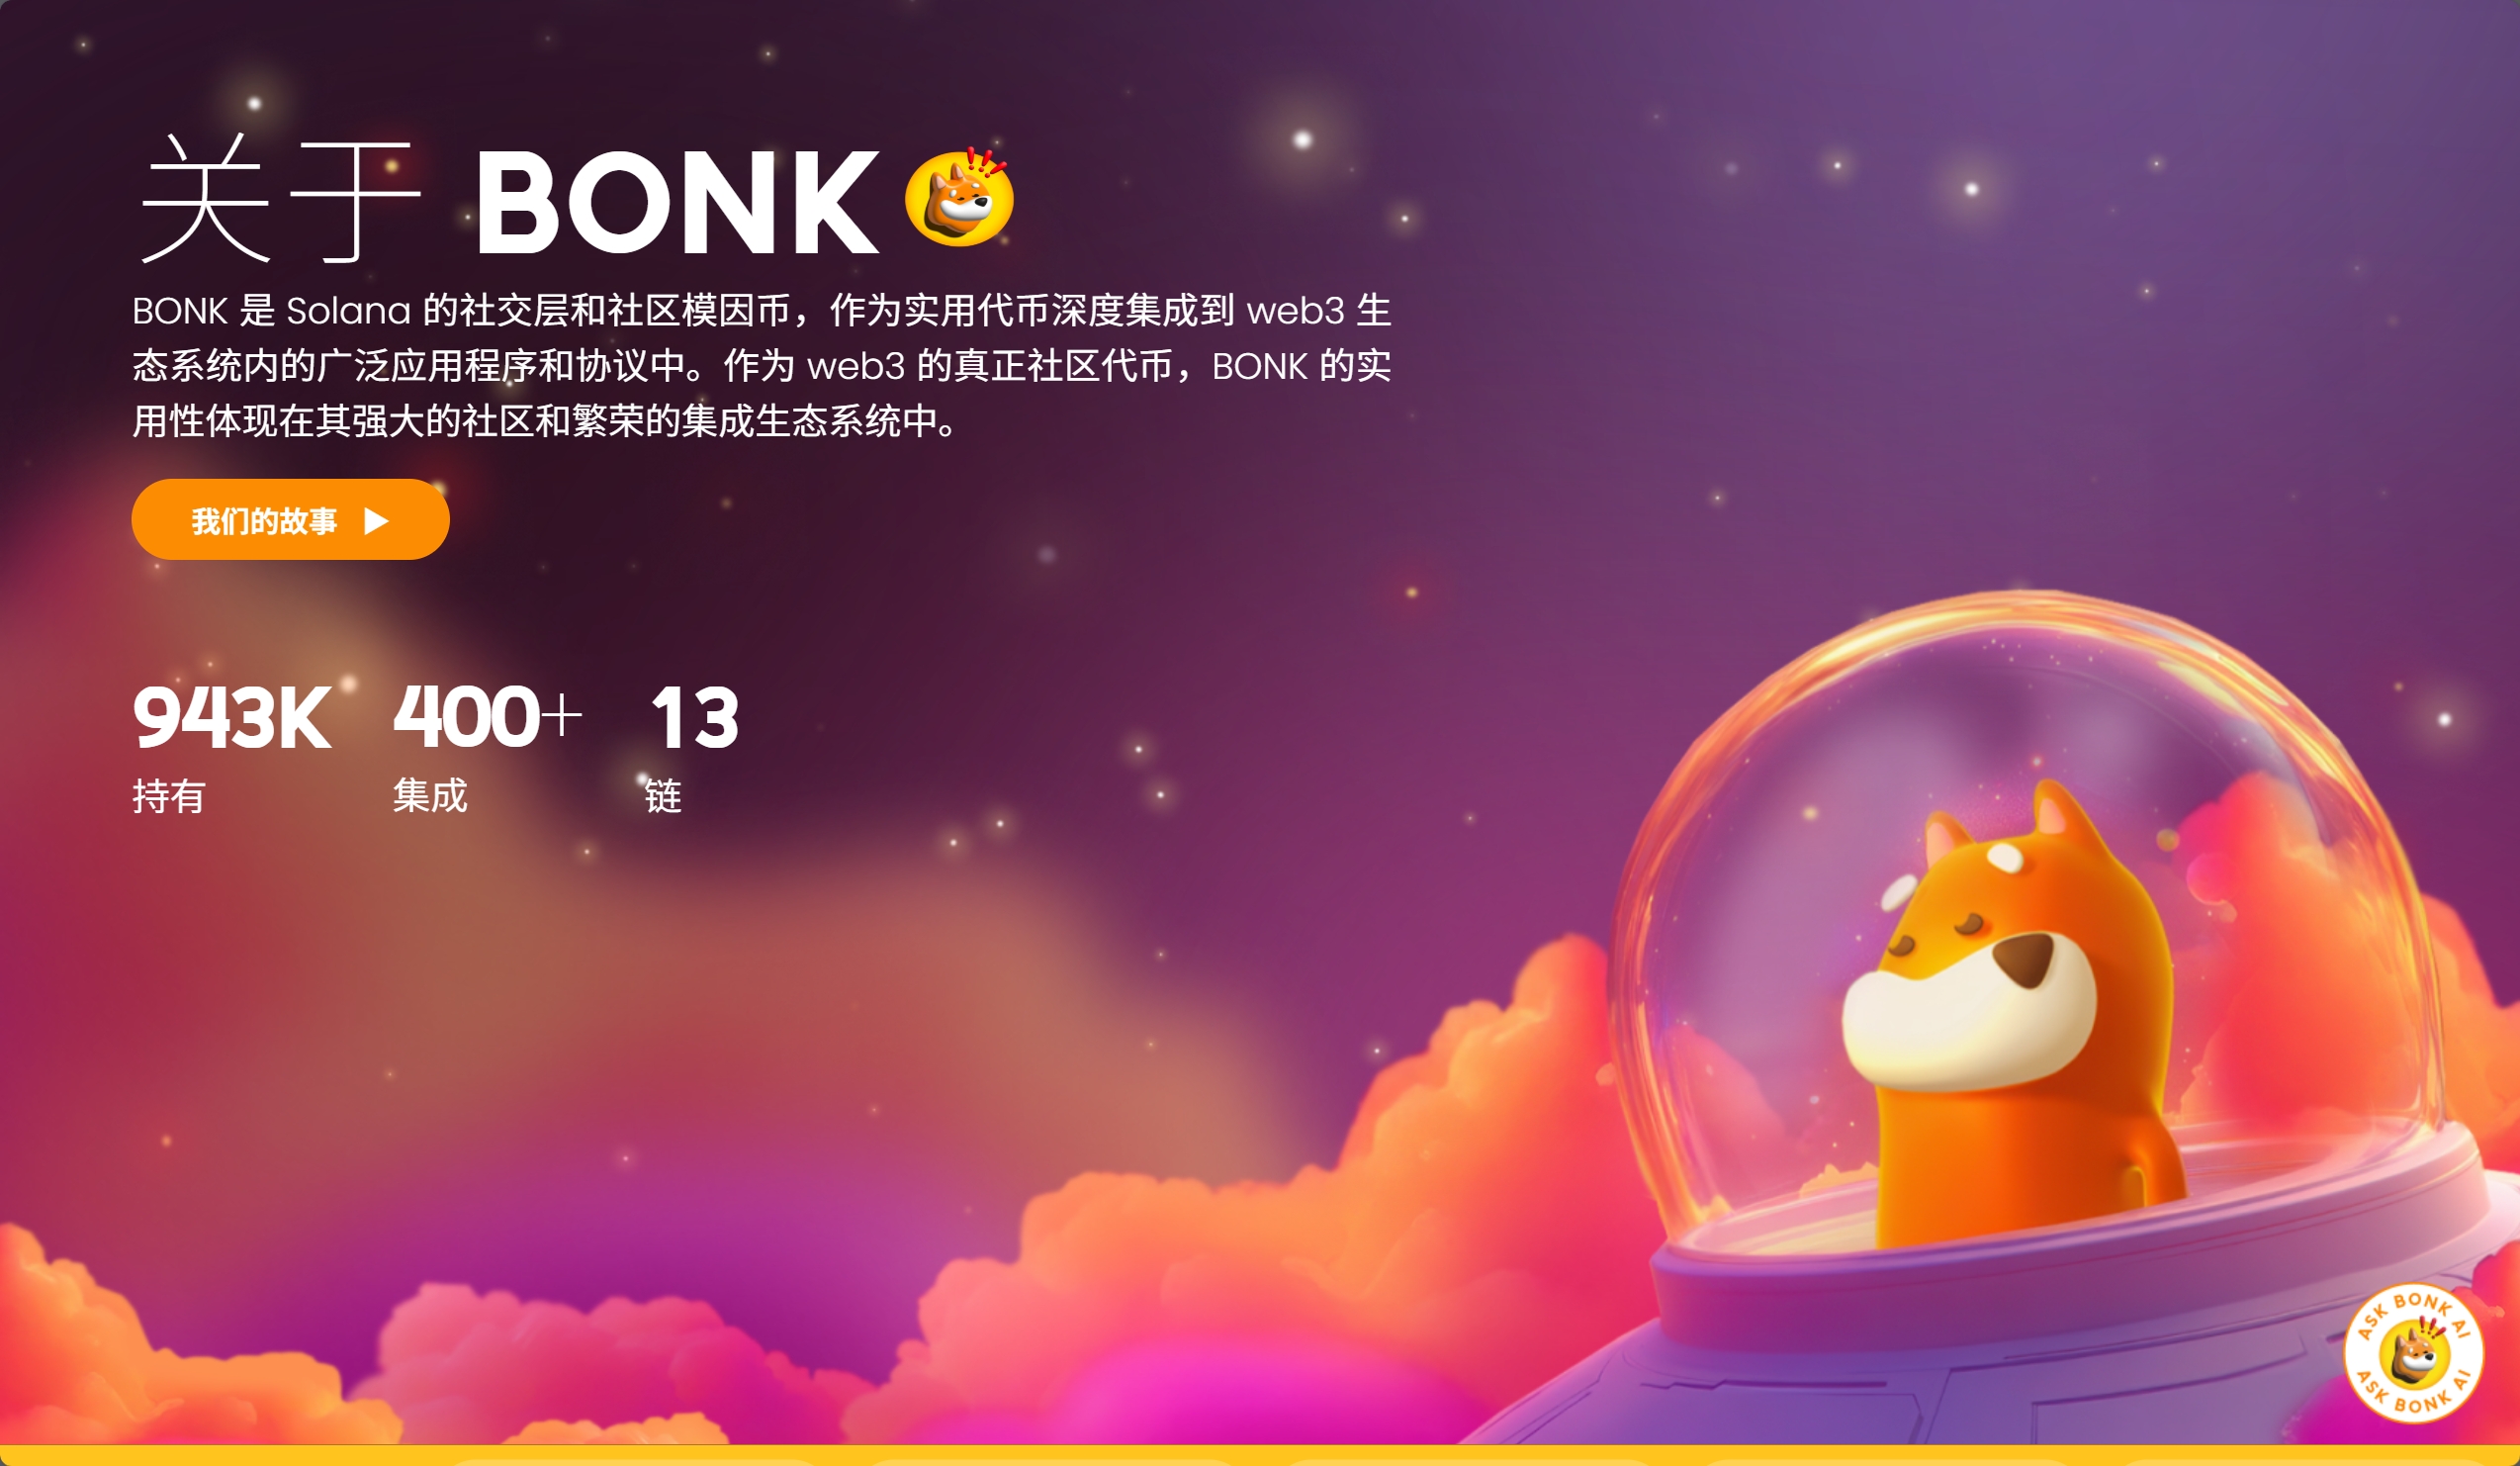 关于 BONK
BONK 是 Solana 的社交层和社区模因币，作为实用代币深度集成到 web3 生
态系统内的广泛应用程序和协议中。作为 web3 的真正社区代币，BONK 的实
用性体现在其强大的社区和繁荣的集成生态系统中。
我们的故事
943K 400+ 13
持有 集成 链
ASK BONK AI
ASK BONK AI